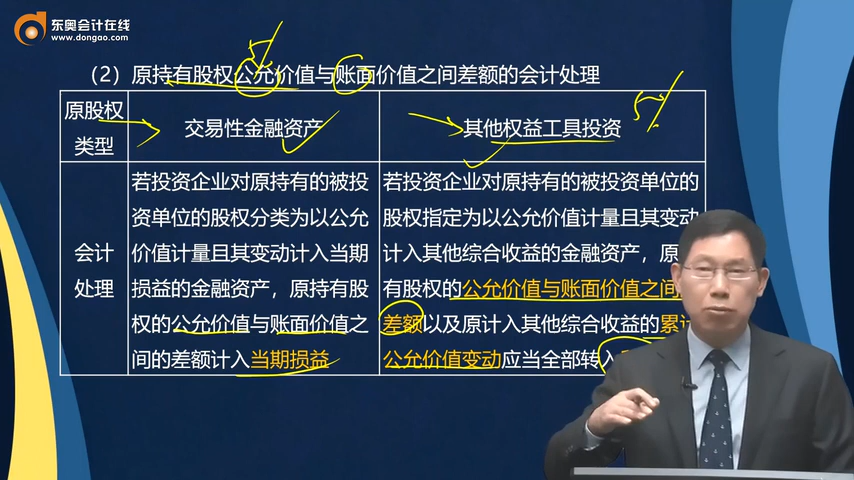 东奥会计在线
www.dongao.com
（2）原持有股权公允价值与账面价值之间差额的会计处理
原股权
类型
交易性金融资产
其他权益工具投资
会计
处理
若投资企业对原持有的被投
资单位的股权分类为以公允
价值计量且其变动计入当期
损益的金融资产，原持有股
权的公允价值与账面价值之
间的差额计入当期损益
若投资企业对原持有的被投资单位的
股权指定为以公允价值计量且其变动
计入其他综合收益的金融资产，原
有股权的公允价值与账面价值之间
差额以及原计入其他综合收益的累
公允价值变动应当全部转入
5%
5%